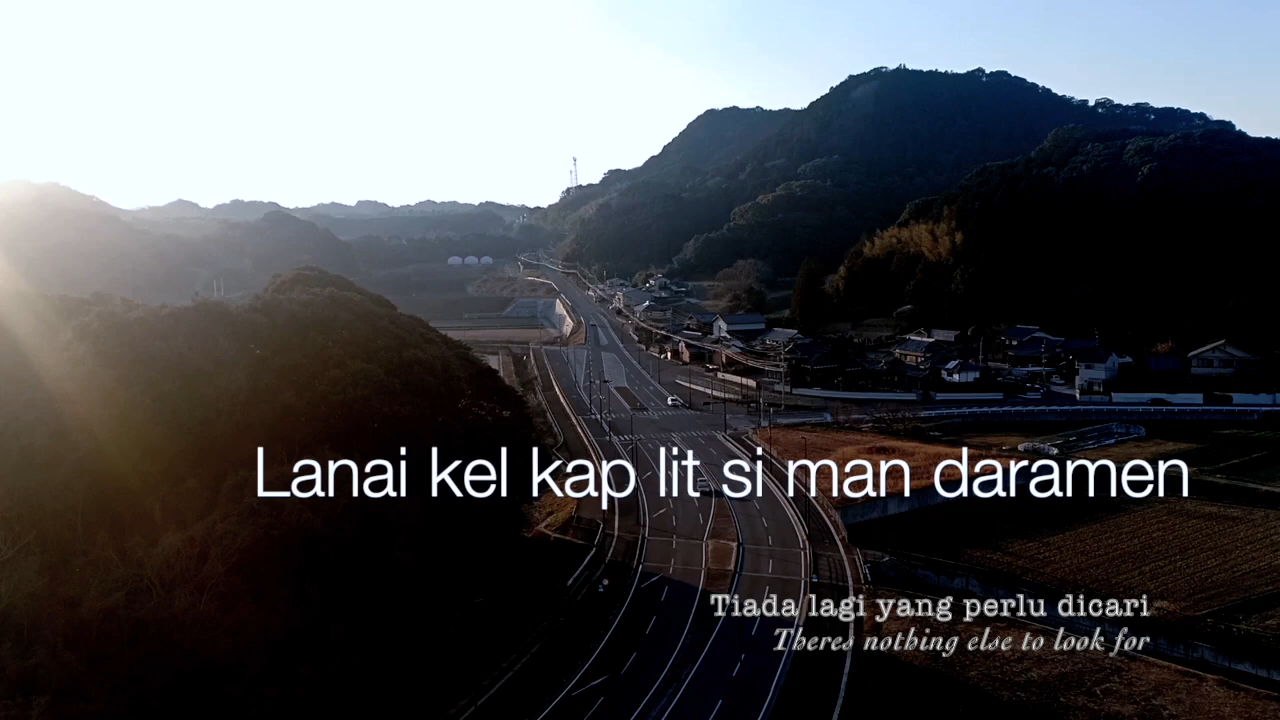 Lanai kel kap lit si man daramen
Tiada lagi yang perlu dicari
Theres nothing else to look for